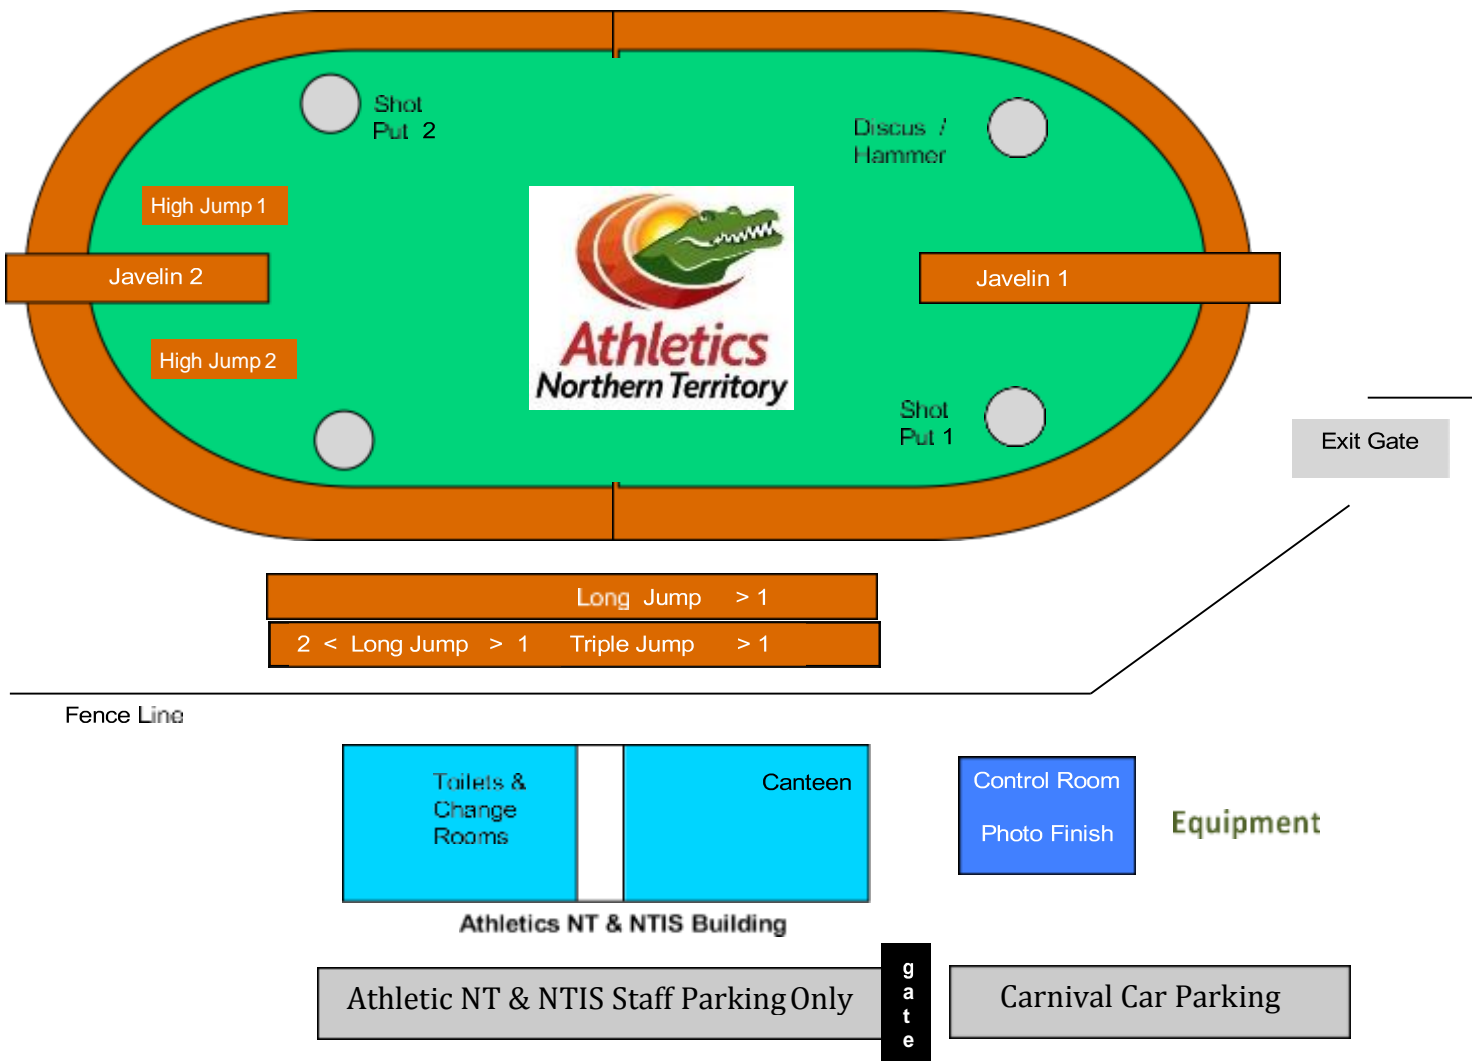 Shot
Put 2
Discus /
Hammer
High Jump 1
Javelin 2
Javelin 1
High Jump 2
Athletics
Northern Territory
Shot
Put 1
Exit Gate
Long Jump > 1
2 < Long Jump > 1 Triple Jump > 1
Fence Line
Toilets &
Change
Rooms
Canteen
Control Room
Photo Finish
Equipment
Athletics NT & NTIS Building
Athletic NT & NTIS Staff Parking Only
gate
Carnival Car Parking